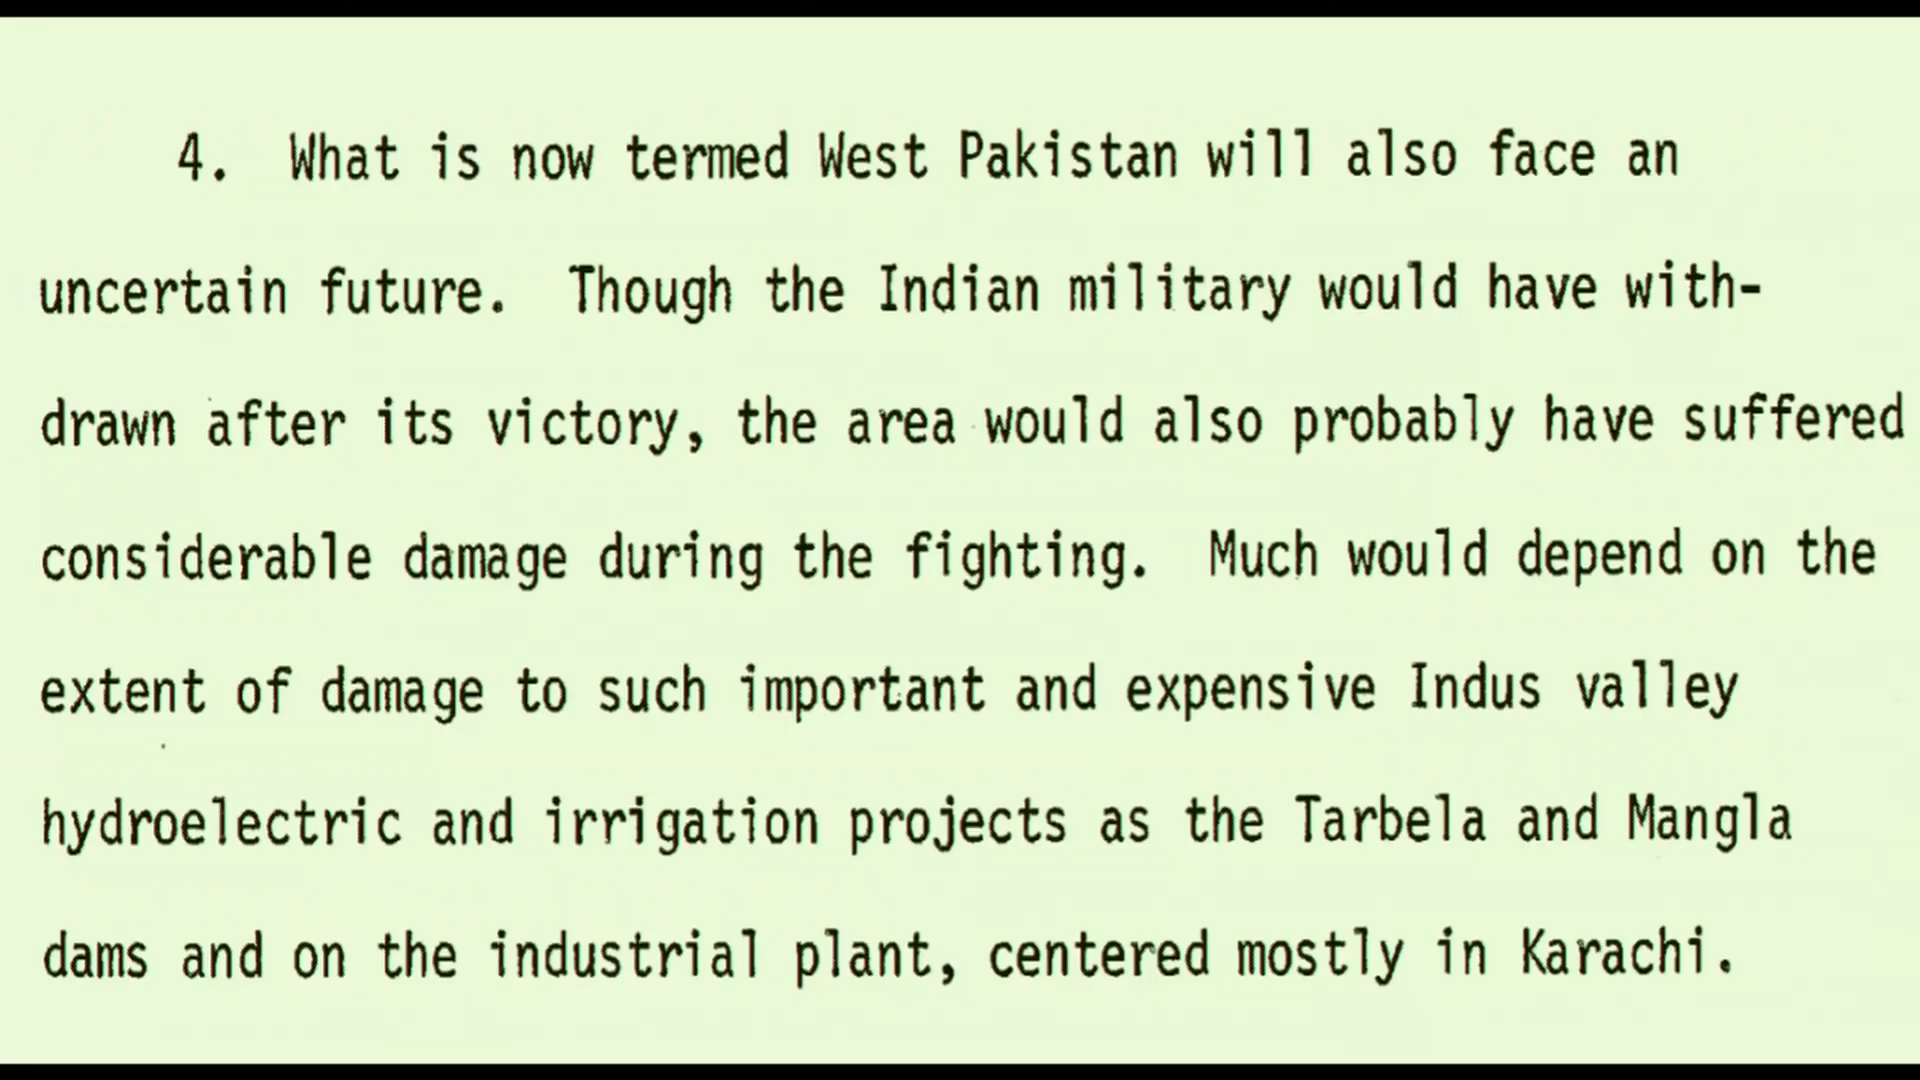 4. What is now termed West Pakistan will also face an
uncertain future. Though the Indian military would have with-
drawn after its victory, the area would also probably have suffered
considerable damage during the fighting. Much would depend on the
extent of damage to such important and expensive Indus valley
hydroelectric and irrigation projects as the Tarbela and Mangla
dams and on the industrial plant, centered mostly in Karachi.